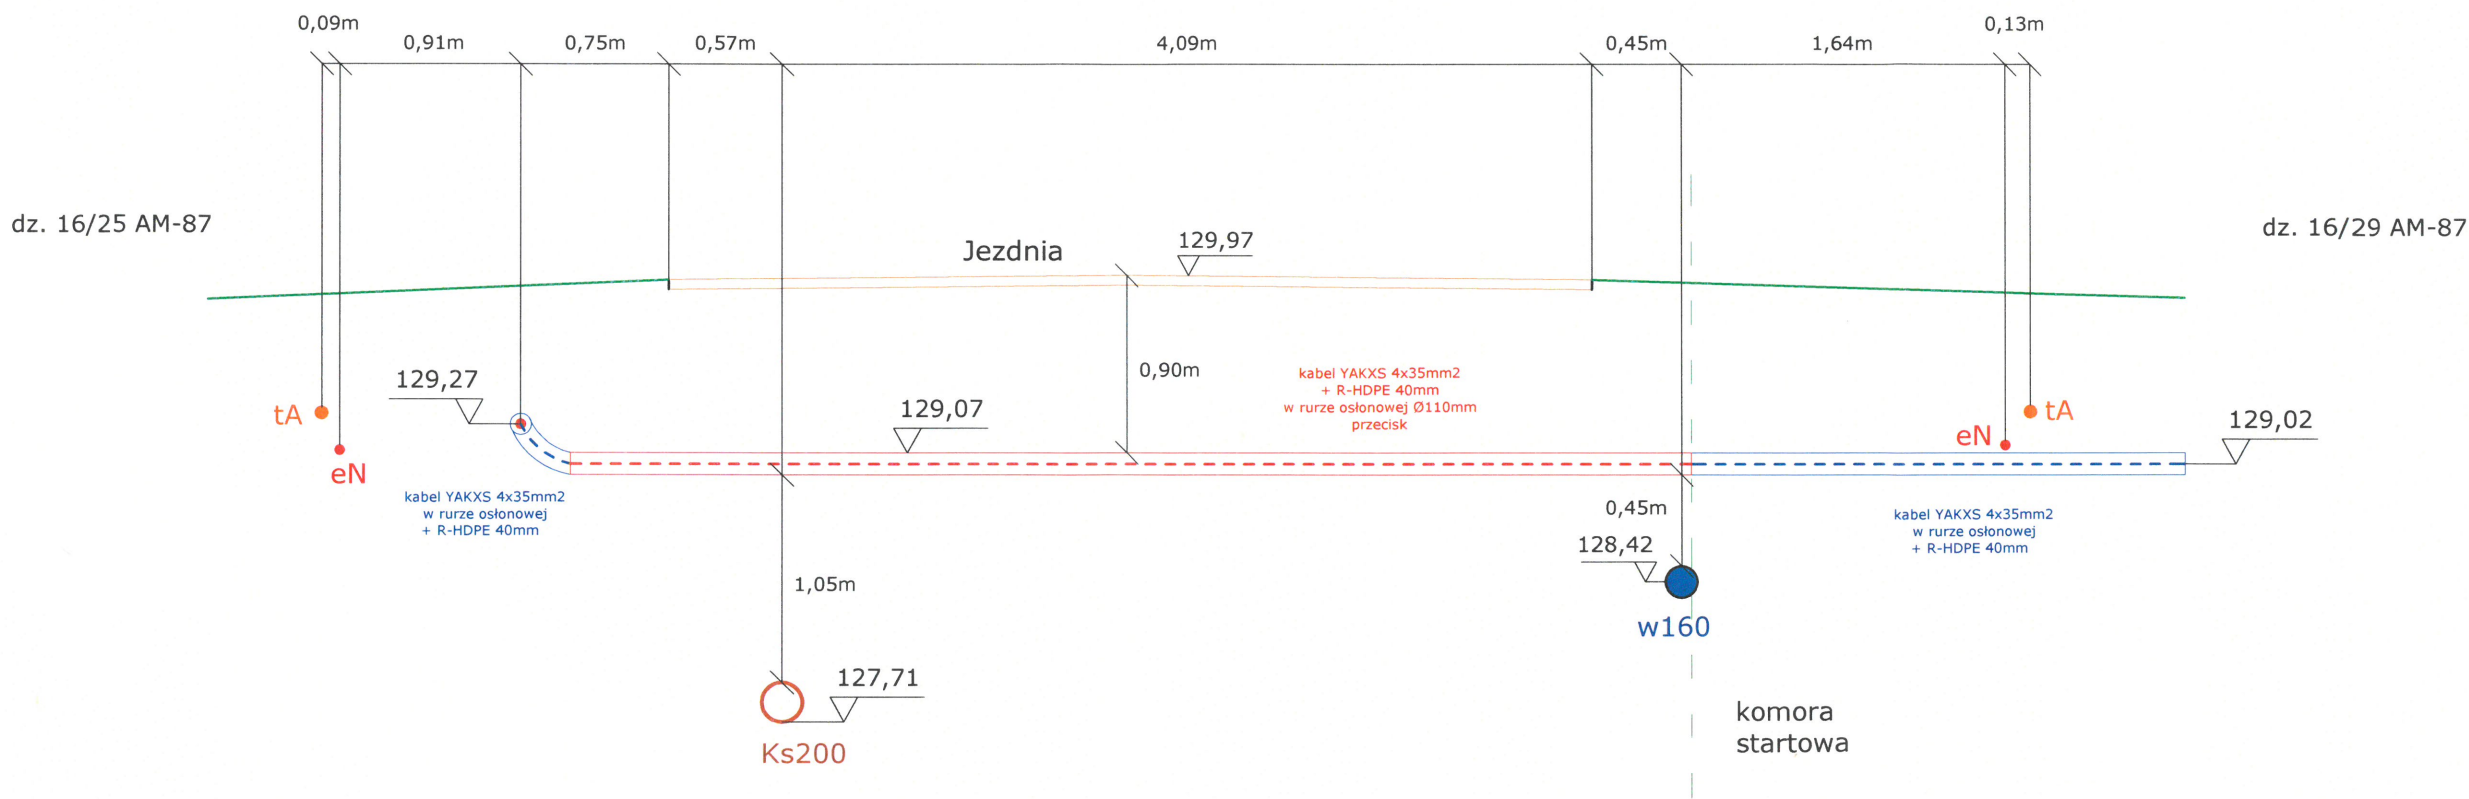 0,09m
0,91m
0,75m
0,57m
4,09m
0,45m
1,64m
0,13m
dz. 16/25 AM-87
dz. 16/29 AM-87
Jezdnia
129,97
129,27
129,07
0,90m
kabel YAKXS 4x35mm2
+ R-HDPE 40mm
w rurze osłonowej Ø110mm
przecisk
tA
eN
tA
eN
129,02
kabel YAKXS 4x35mm2
w rurze osłonowej
+ R-HDPE 40mm
0,45m
128,42
kabel YAKXS 4x35mm2
w rurze osłonowej
+ R-HDPE 40mm
1,05m
w160
127,71
Ks200
komora
startowa